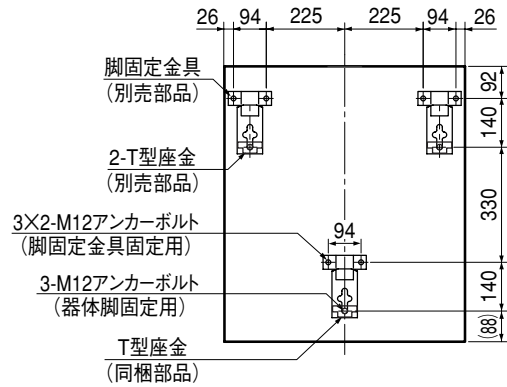 26 94 225 225 94 26
脚固定金具
(別売部品)
92
140
2-T型座金
(別売部品)
330
3×2-M12アンカーボルト
(脚固定金具固定用)
94
3-M12アンカーボルト
(器体脚固定用)
140
(88)
T型座金
(同梱部品)